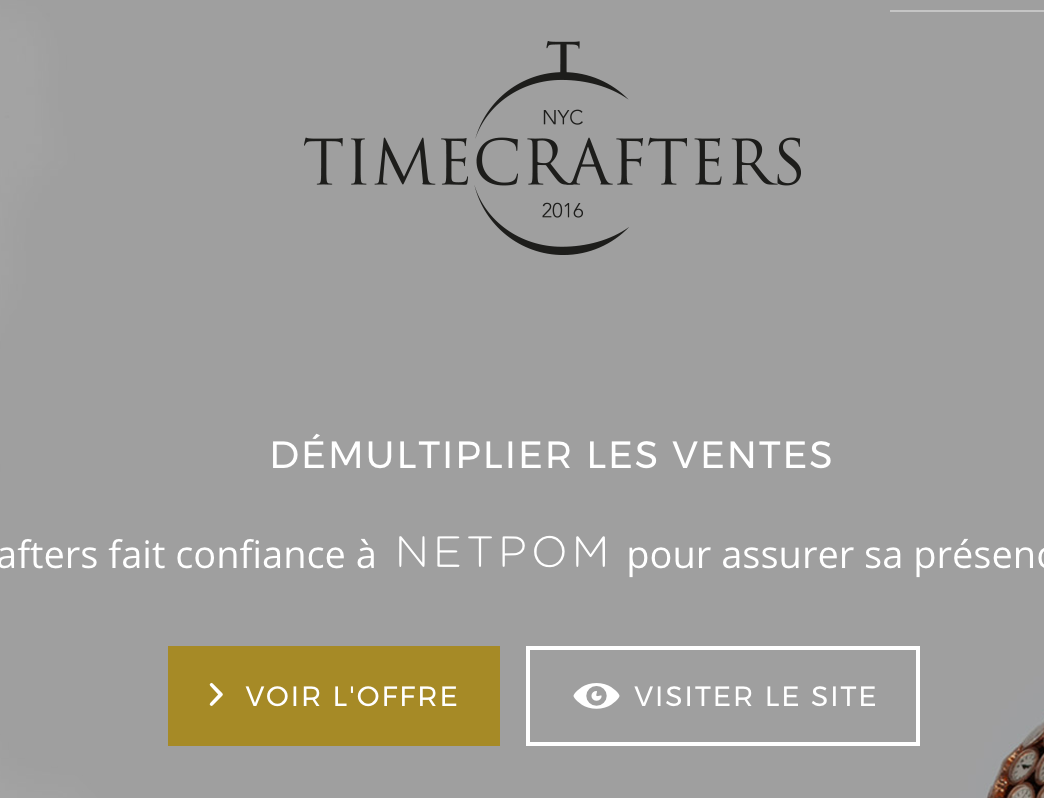 T
NYC
TIMECRAFTERS
2016
DÉMULTIPLIER LES VENTES
afters fait confiance à NETPOM pour assurer sa présenc
VOIR L'OFFRE
VISITER LE SITE